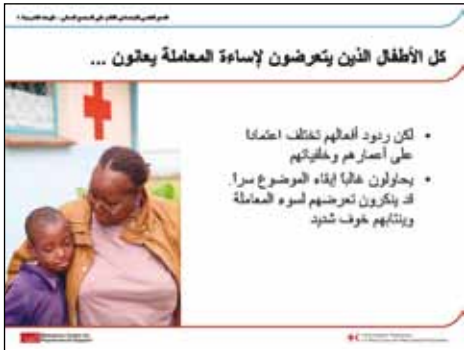 كل الأطفال الذين يتعرضون لإساءة المعاملة يعانون ...
• لكن ردود أفعالهم تختلف اعتمادا
على أعمارهم وخلفياتهم
• يحاولون غالبا إبقاء الموضوع سرا.
قد ينكرون تعرضهم لسوء المعاملة
وينتابهم خوف شديد